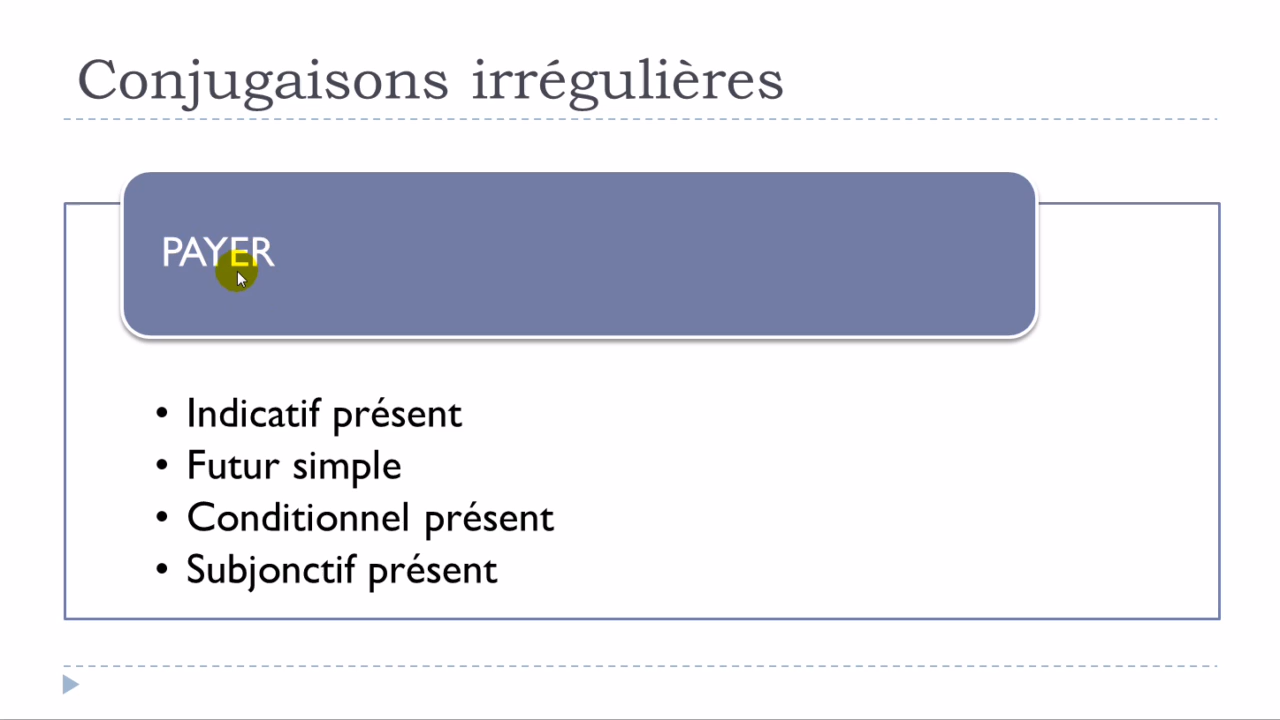 Conjugaisons irrégulières
PAYER
• Indicatif présent
• Futur simple
• Conditionnel présent
• Subjonctif présent